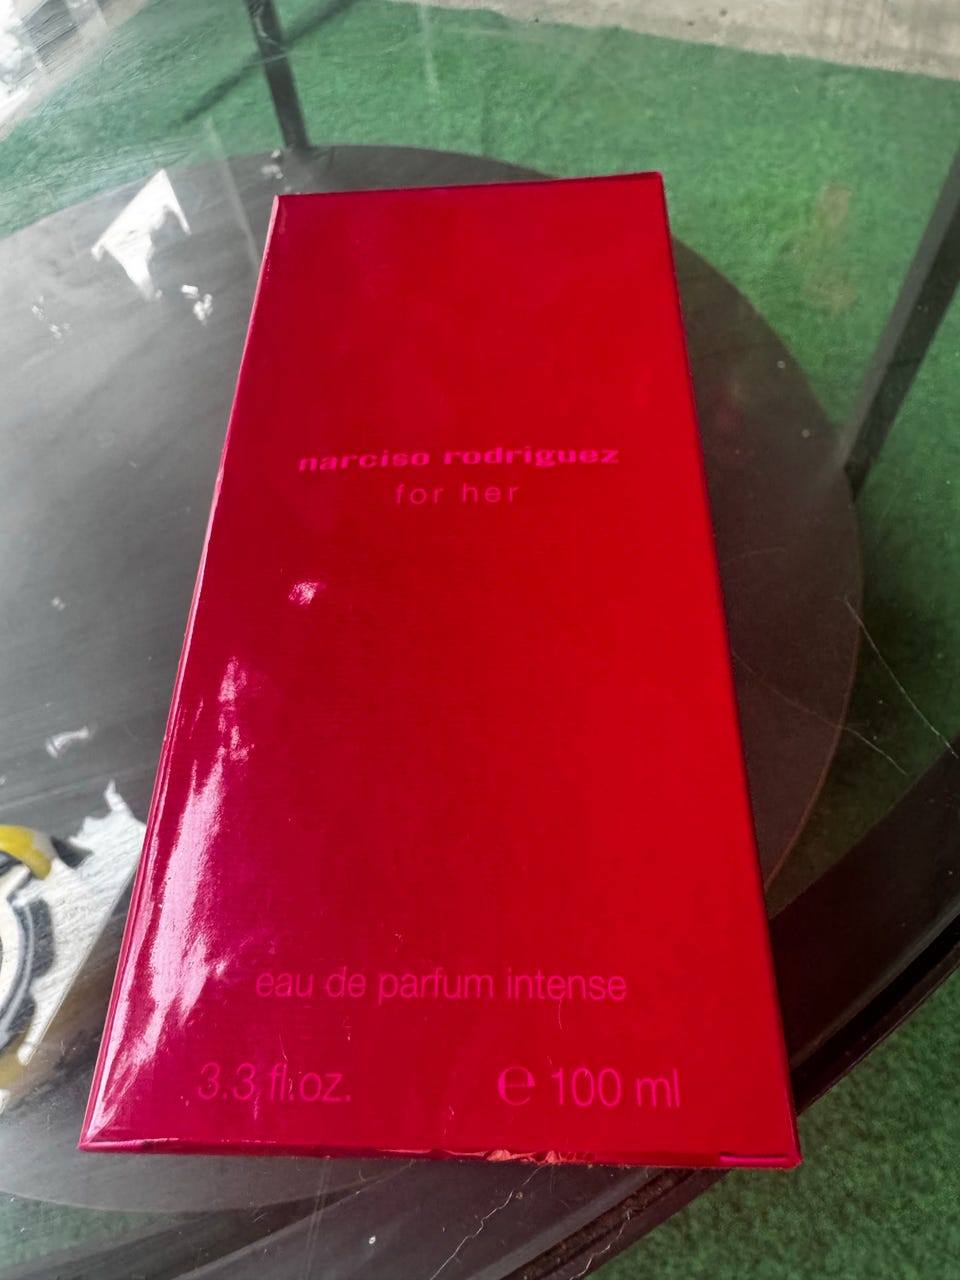 narciso rodriguez
for her
eau de parfum intense
3.3 fl.oz. ℮ 100 ml